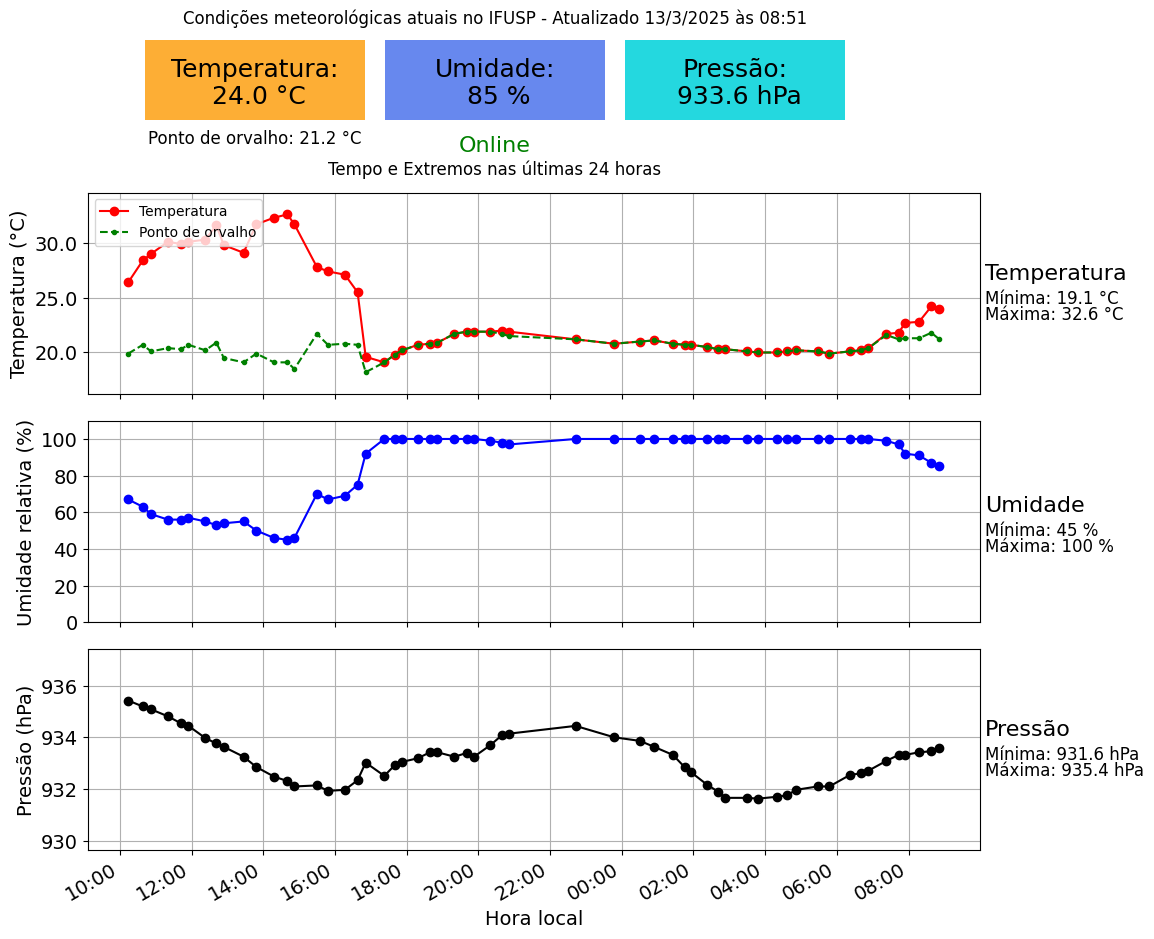 Condições meteorológicas atuais no IFUSP - Atualizado 13/3/2025 às 08:51
Temperatura:
24.0 °C
Umidade:
85 %
Pressão:
933.6 hPa
Ponto de orvalho: 21.2 °C
Online
Tempo e Extremos nas últimas 24 horas
Temperatura (°C)
30.0
25.0
20.0
Temperatura
Ponto de orvalho
Temperatura
Mínima: 19.1 °C
Máxima: 32.6 °C
Umidade relativa (%)
100
80
60
40
20
0
Umidade
Mínima: 45 %
Máxima: 100 %
Pressão (hPa)
936
934
932
930
Pressão
Mínima: 931.6 hPa
Máxima: 935.4 hPa
10:00 12:00 14:00 16:00 18:00 20:00 22:00 00:00 02:00 04:00 06:00 08:00
Hora local